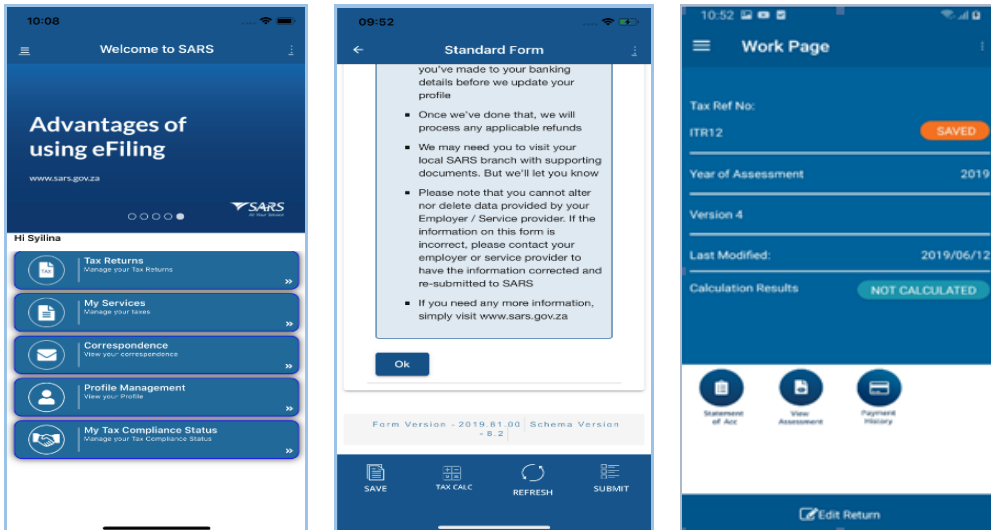 10:08
Welcome to SARS
Advantages of
using eFiling
www.sars.gov.za
SARS
At Your Service
Hi Syilina
TAX
Tax Returns
Manage your Tax Returns
My Services
Manage your taxes
Correspondence
View your correspondence
Profile Management
View your Profile
My Tax Compliance Status
Manage your Tax Compliance Status
09:52
Standard Form
you've made to your banking
details before we update your
profile
Once we've done that, we will
process any applicable refunds
We may need you to visit your
local SARS branch with supporting
documents. But we'll let you know
Please note that you cannot alter
nor delete data provided by your
Employer / Service provider. If the
information on this form is
incorrect, please contact your
employer or service provider to
have the information corrected and
re-submitted to SARS
If you need any more information,
simply visit www.sars.gov.za
Ok
Form Version - 2019.81.00 Schema Version
- 8.2
SAVE TAX CALC REFRESH SUBMIT
10:52
Work Page
Tax Ref No:
ITR12 SAVED
Year of Assessment 2019
Version 4
Last Modified: 2019/06/12
Calculation Results NOT CALCULATED
Statement
of Acc
View
Assessment
Payment
History
Edit Return